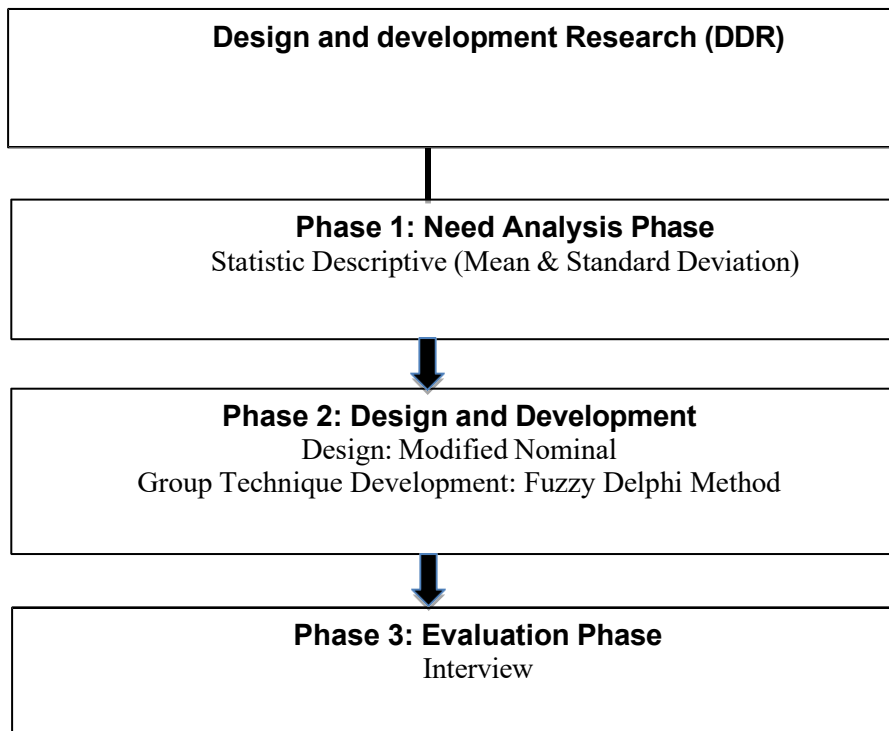 Design and development Research (DDR)
Phase 1: Need Analysis Phase
Statistic Descriptive (Mean & Standard Deviation)
Phase 2: Design and Development
Design: Modified Nominal
Group Technique Development: Fuzzy Delphi Method
Phase 3: Evaluation Phase
Interview